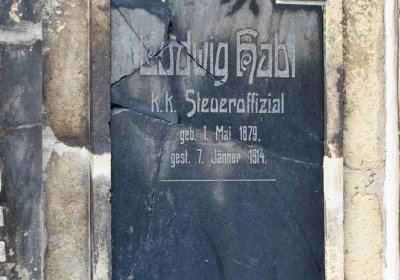 Ludwig Habl
k.k. Steueroffizial
geb. 1. Mai 1879.
gest. 7. Jänner 1914.